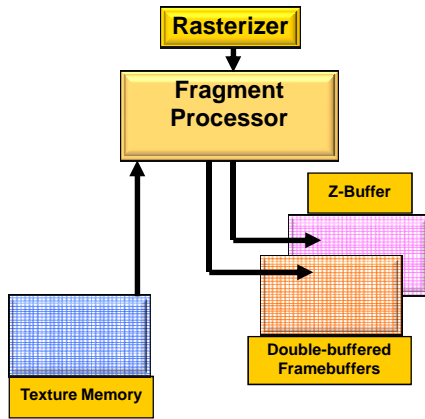 Rasterizer
Fragment
Processor
Z-Buffer
Double-buffered
Framebuffers
Texture Memory